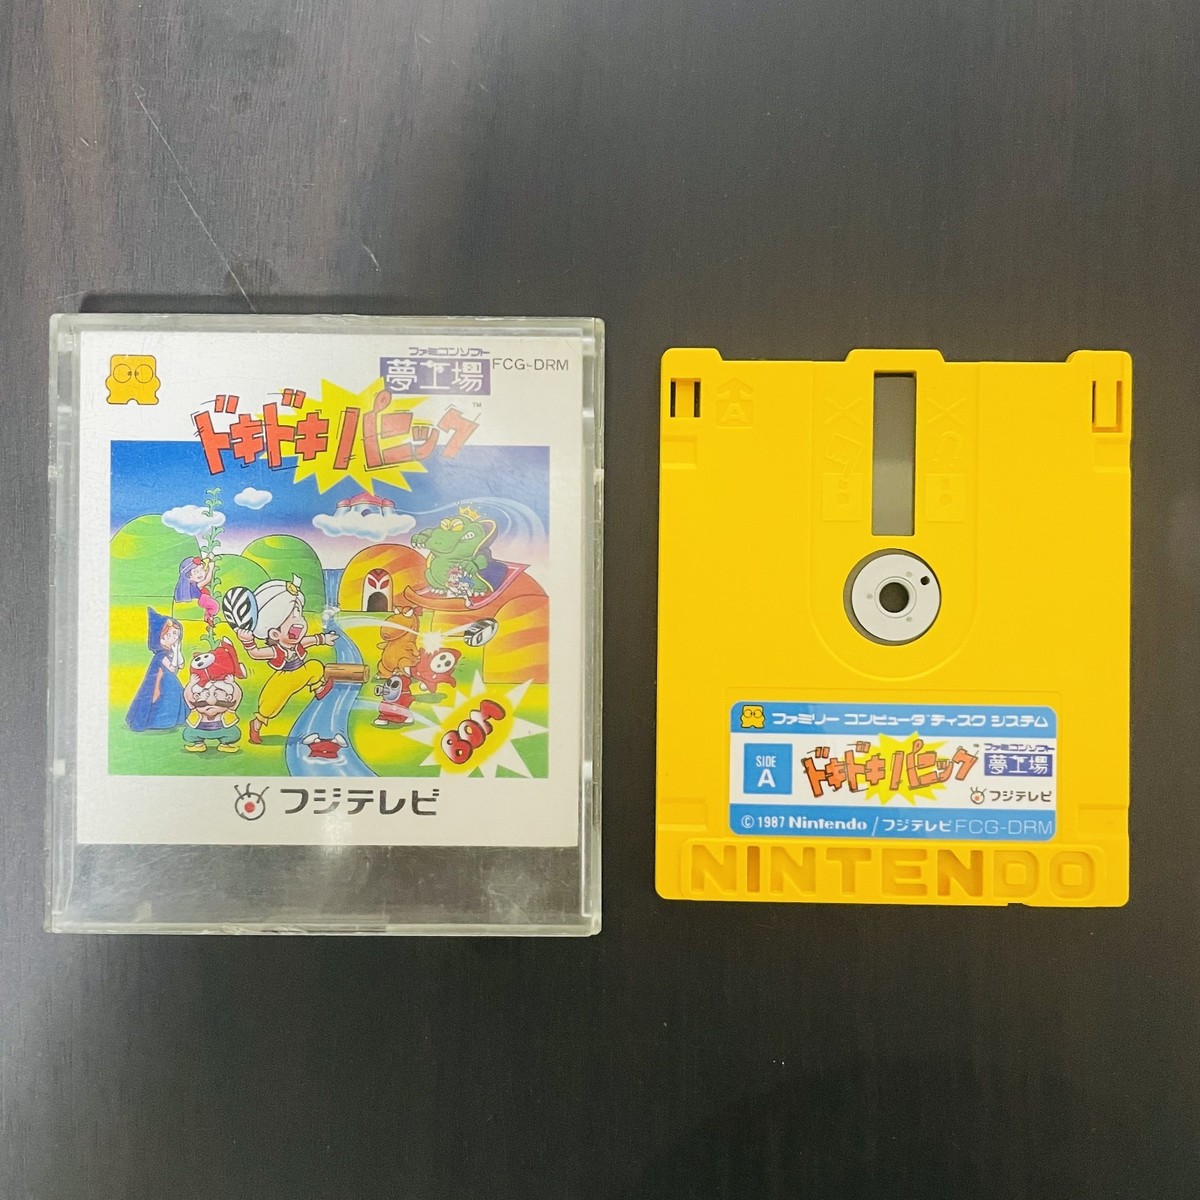 ファミコンソフト
夢工場
FCG-DRM
ドキドキパニック™
BOM
フジテレビ
A
ファミリー コンピュータ ディスク システム
SIDE
A
ドキドキパニック™
ファミコンソフト
夢工場
フジテレビ
© 1987 Nintendo/フジテレビ FCG-DRM
NINTENDO